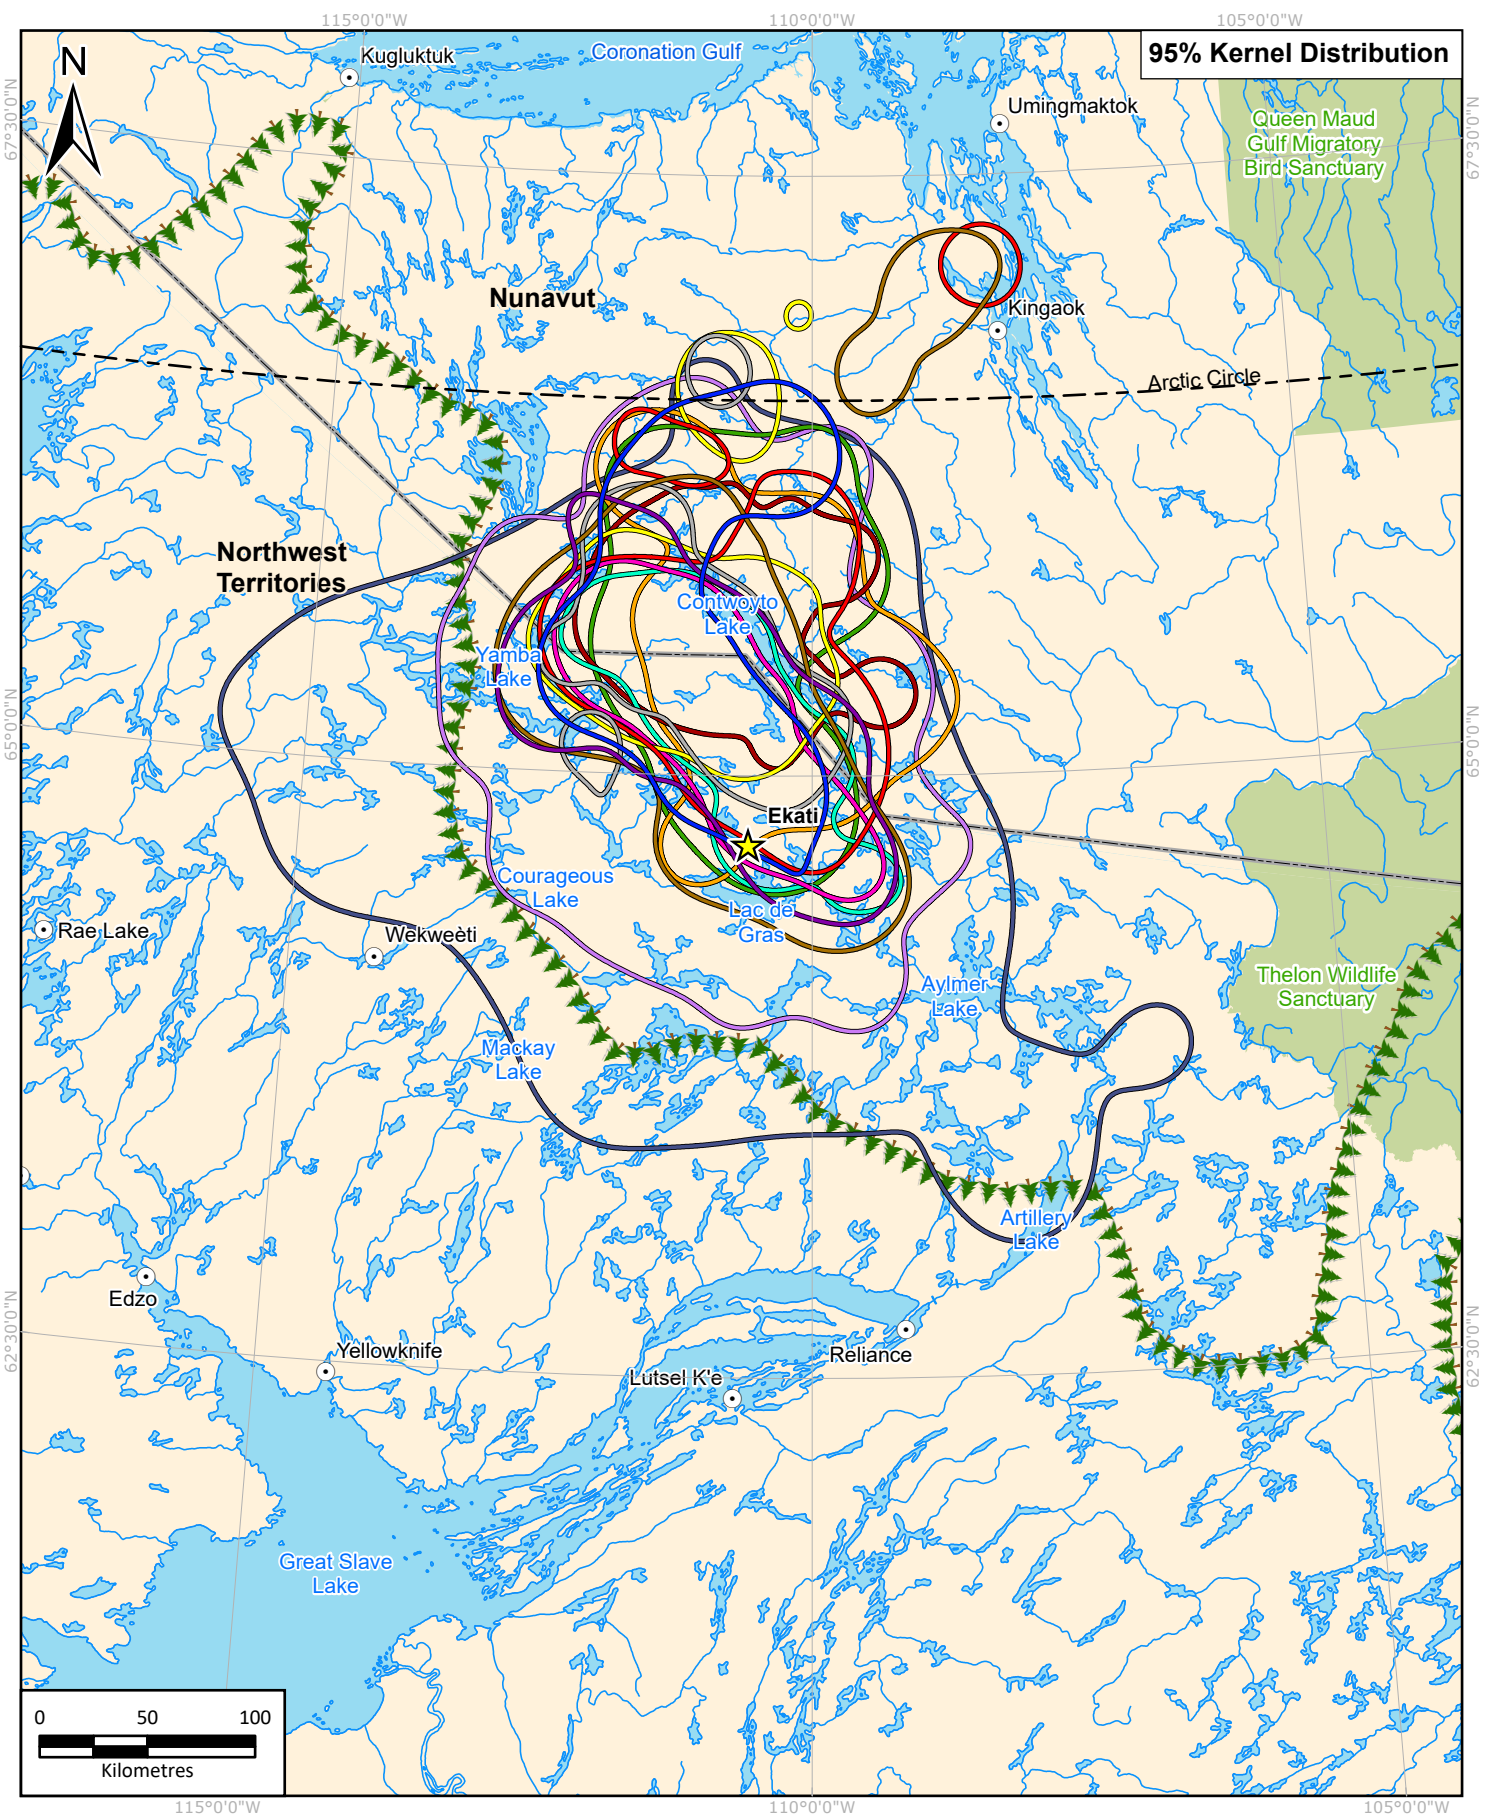 115°0'0"W
110°0'0"W
105°0'0"W
95% Kernel Distribution
N
Kugluktuk
Coronation Gulf
Umingmaktok
Queen Maud
Gulf Migratory
Bird Sanctuary
67°30'0"N
67°30'0"N
Nunavut
Kingaok
Arctic Circle
Northwest
Territories
Contwoyto
Lake
Yamba
Lake
65°0'0"N
65°0'0"N
Ekati
Courageous
Lake
Lac de
Gras
Rae Lake
Wekweèti
Aylmer
Lake
Thelon Wildlife
Sanctuary
Mackay
Lake
Artillery
Lake
Edzo
62°30'0"N
62°30'0"N
Yellowknife
Reliance
Lutsel K'e
Great Slave
Lake
0 50 100
Kilometres
115°0'0"W
110°0'0"W
105°0'0"W